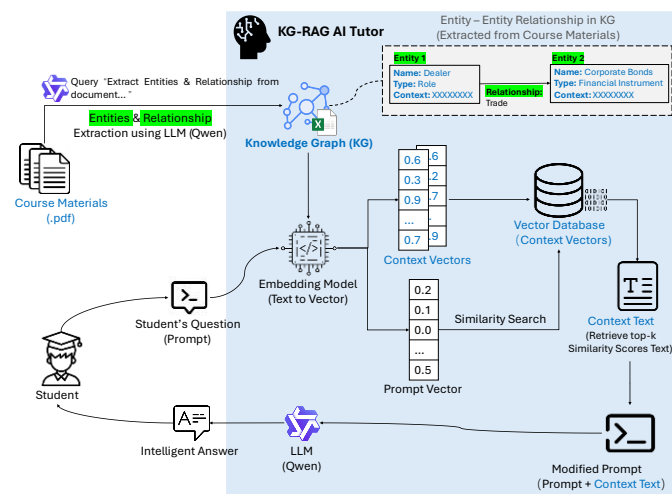 KG-RAG AI Tutor
Entity – Entity Relationship in KG
(Extracted from Course Materials)
Entity 1
Name: Dealer
Type: Role
Context: XXXXXXXX
Relationship:
Trade
Entity 2
Name: Corporate Bonds
Type: Financial Instrument
Context: XXXXXXXX
Query “Extract Entities & Relationship from
document... ”
Entities & Relationship
Extraction using LLM (Qwen)
Knowledge Graph (KG)
Course Materials
(.pdf)
0.6
0.3
0.9
...
0.7
.6
.2
.7
.
.9
Context Vectors
Vector Database
(Context Vectors)
Embedding Model
(Text to Vector)
Student's Question
(Prompt)
0.2
0.1
0.0
...
0.5
Prompt Vector
Similarity Search
Context Text
(Retrieve top-k
Similarity Scores Text)
Student
Intelligent Answer
LLM
(Qwen)
Modified Prompt
(Prompt + Context Text)